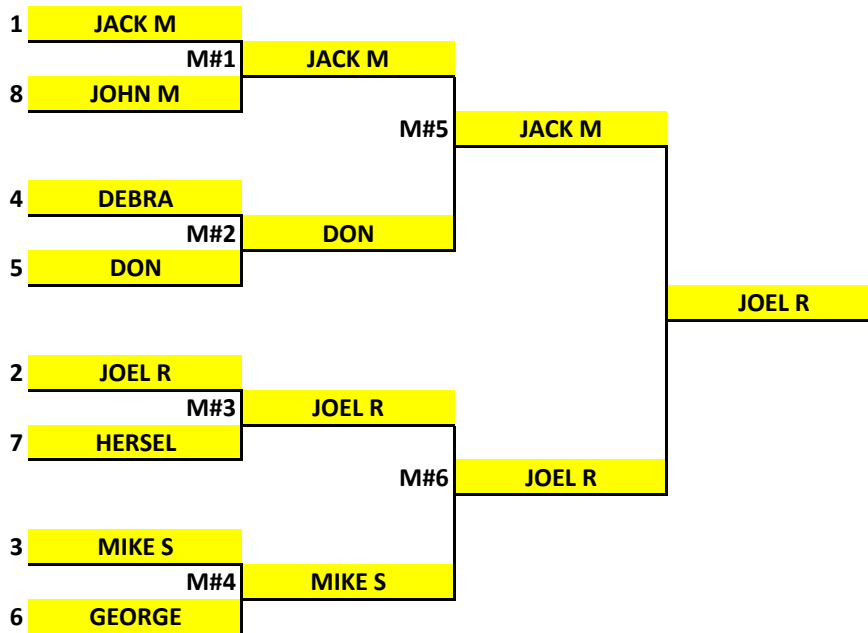 1 JACK M
M#1 JACK M
8 JOHN M
M#5 JACK M
4 DEBRA
M#2 DON
5 DON
JOEL R
2 JOEL R
M#3 JOEL R
7 HERSEL
M#6 JOEL R
3 MIKE S
M#4 MIKE S
6 GEORGE